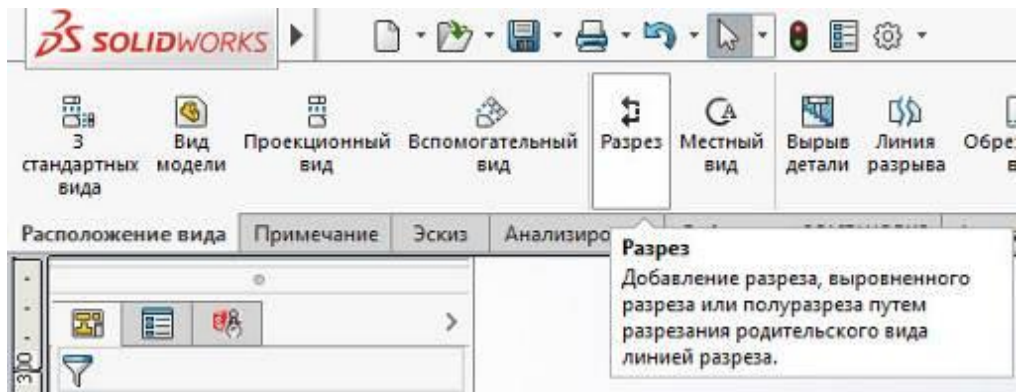 SOLIDWORKS
3 стандартных вида
Вид модели
Проекционный вид
Вспомогательный вид
Разрез
Местный вид
Вырыв детали
Линия разрыва
Расположение вида
Примечание
Эскиз
Разрез
Добавление разреза, выровненного
разреза или полуразреза путем
разрезания родительского вида
линией разреза.
300